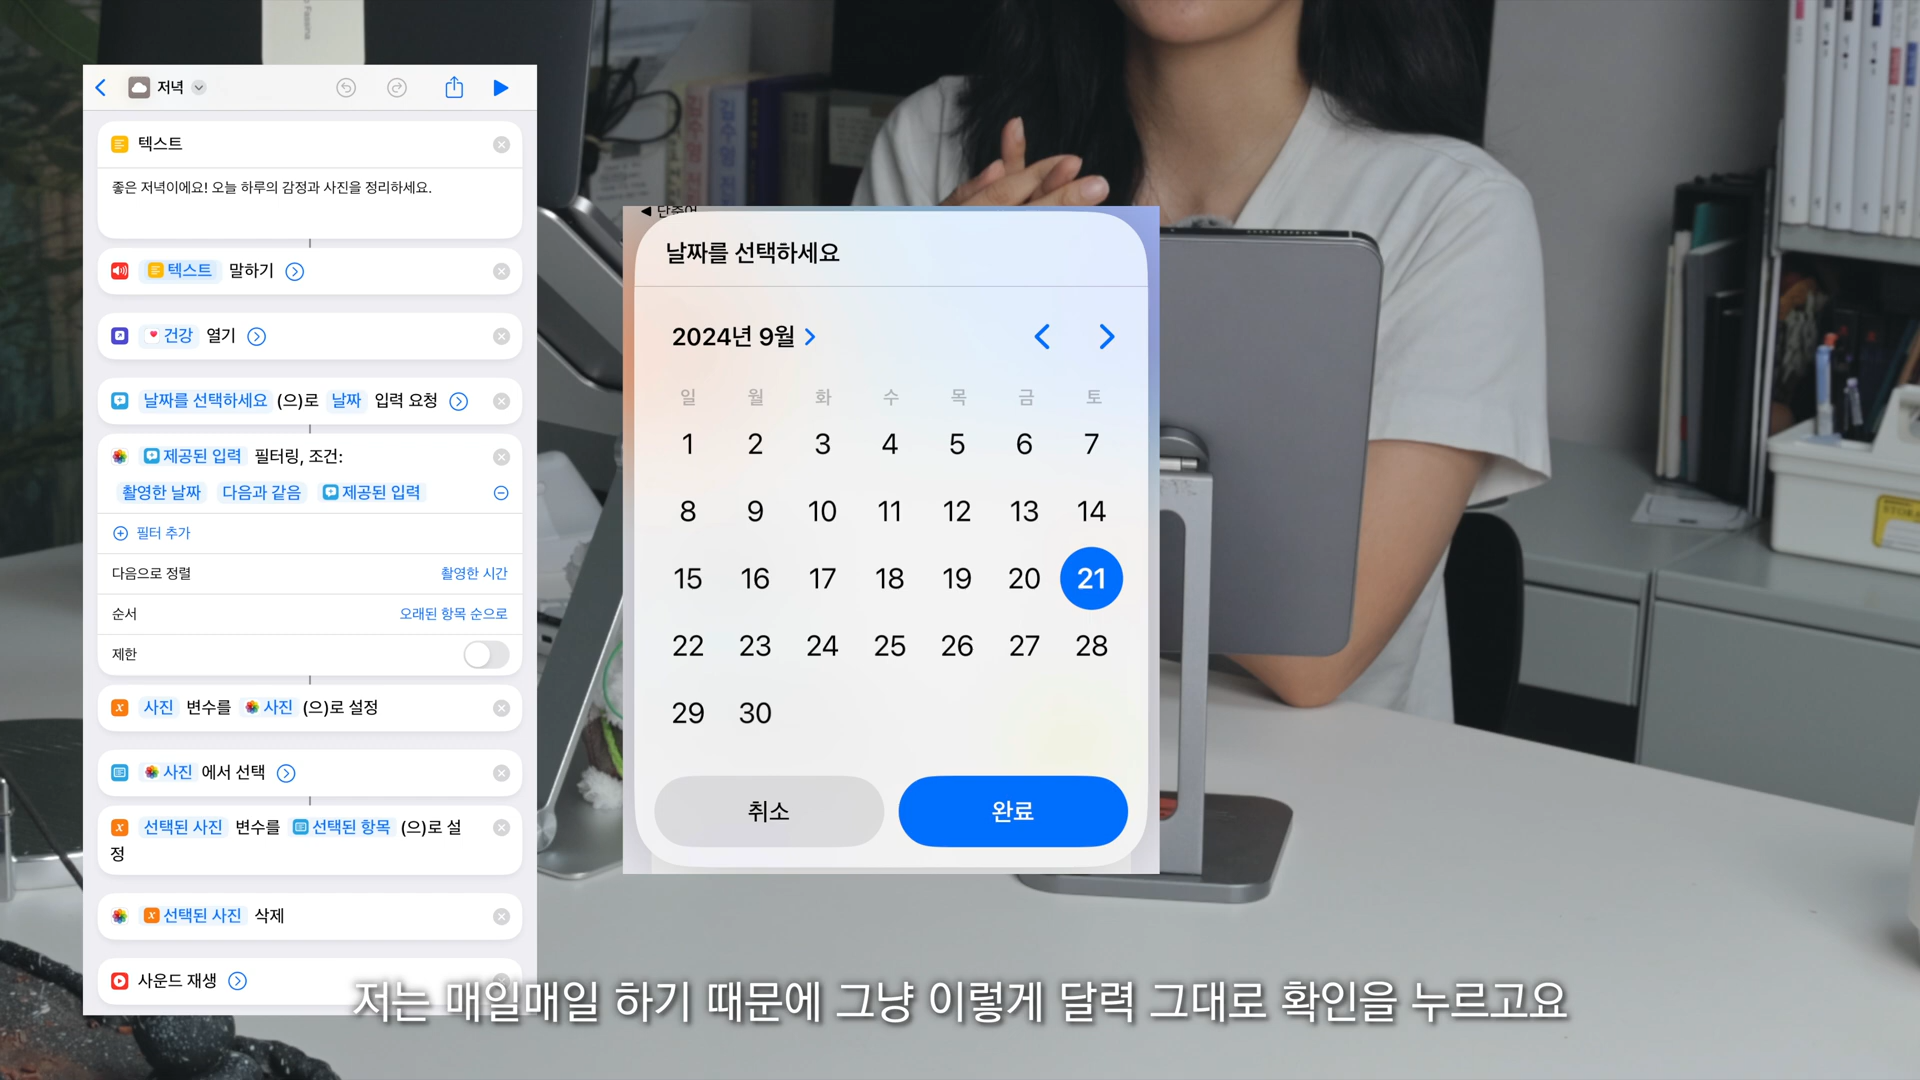 저녁
텍스트
좋은 저녁이에요! 오늘 하루의 감정과 사진을 정리하세요.
텍스트 말하기
건강 열기
날짜를 선택하세요 (으)로 날짜 입력 요청
제공된 입력 필터링, 조건:
촬영한 날짜 다음과 같음 제공된 입력
필터 추가
다음으로 정렬 촬영한 시간
순서 오래된 항목 순으로
제한
사진 변수를 사진 (으)로 설정
사진 에서 선택
선택된 사진 변수를 선택된 항목 (으)로 설
정
선택된 사진 삭제
사운드 재생
단축어
날짜를 선택하세요
2024년 9월
일 월 화 수 목 금 토
1 2 3 4 5 6 7
8 9 10 11 12 13 14
15 16 17 18 19 20 21
22 23 24 25 26 27 28
29 30
취소 완료
저는 매일매일 하기 때문에 그냥 이렇게 달력 그대로 확인을 누르고요